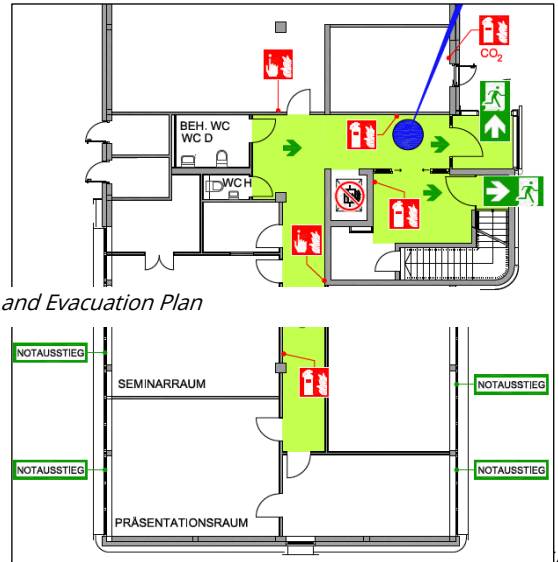 CO2
BEH. WC
WC D
WC H
and Evacuation Plan
NOTAUSSTIEG
SEMINARRAUM
NOTAUSSTIEG
NOTAUSSTIEG
NOTAUSSTIEG
PRÄSENTATIONSRAUM